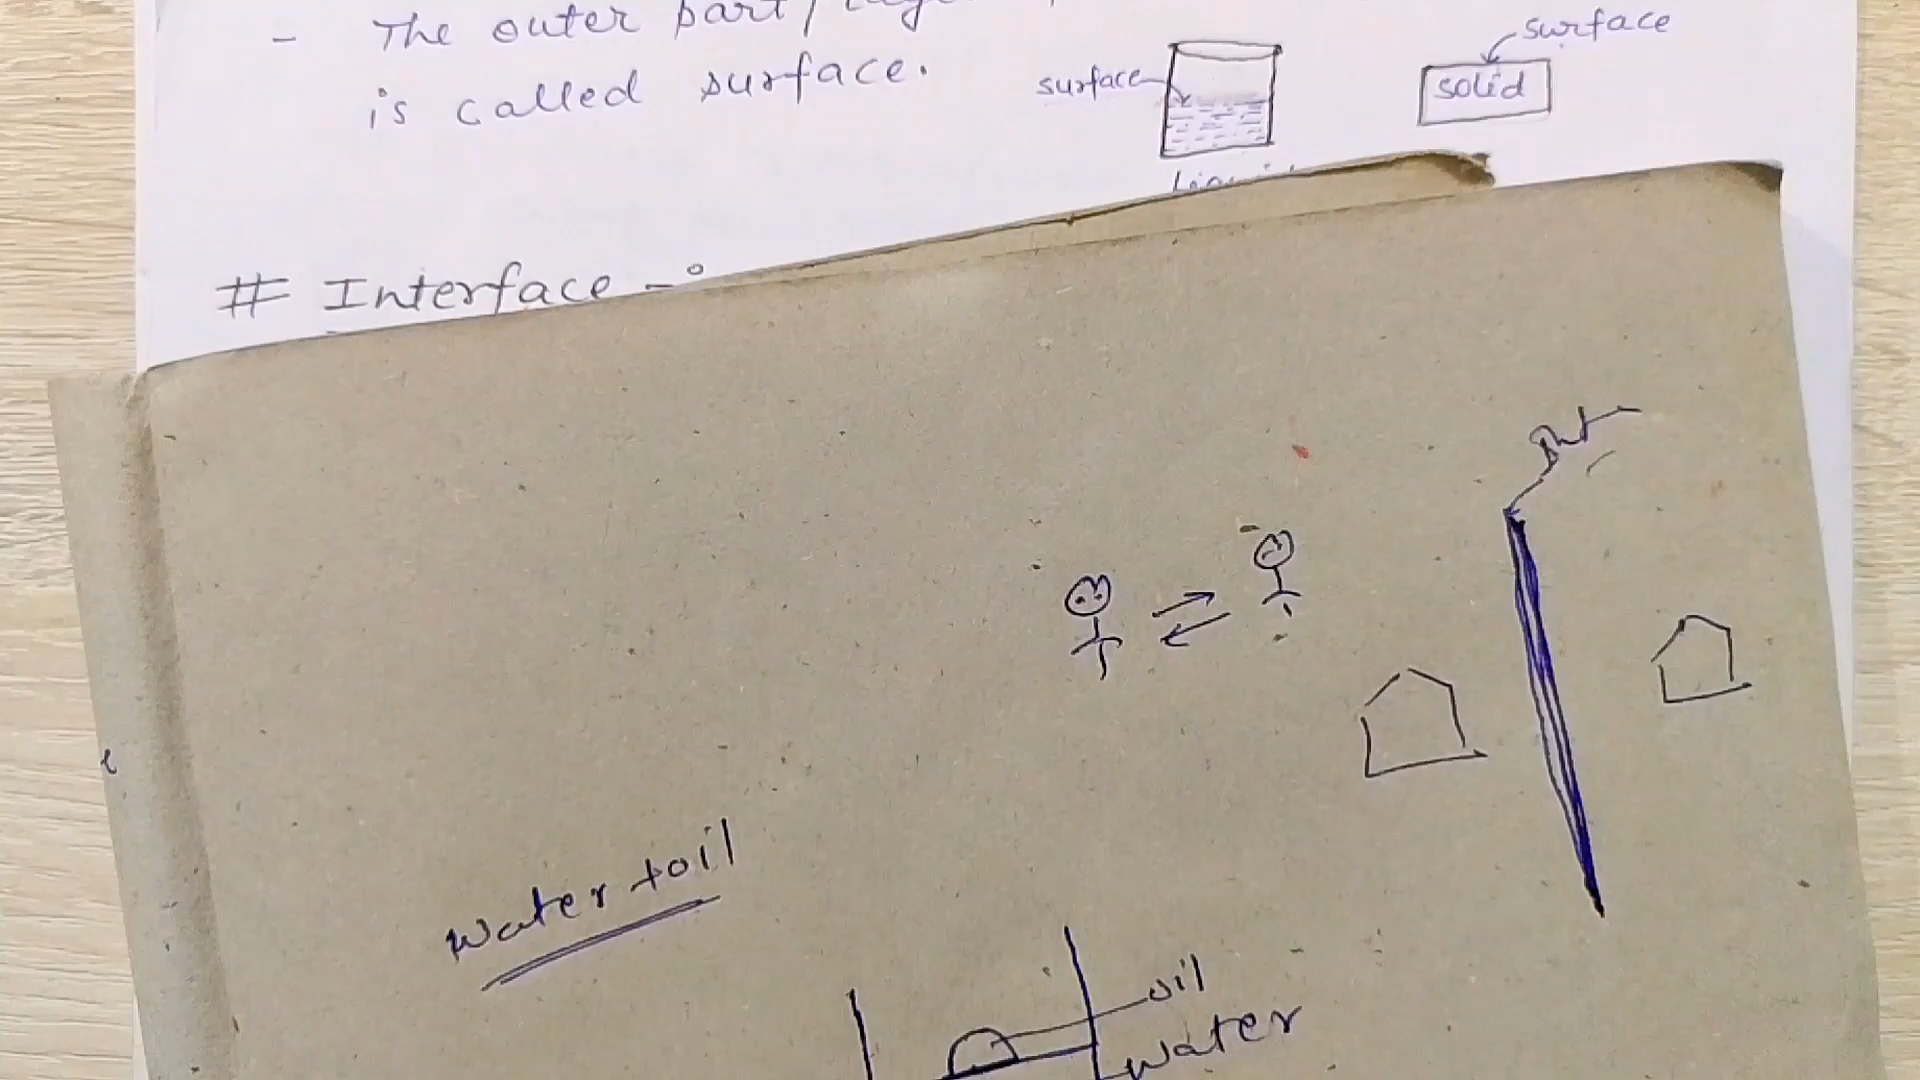 - The outer part/
is called surface.
surface
surface
solid
# Interface -:
water + oil
oil
water